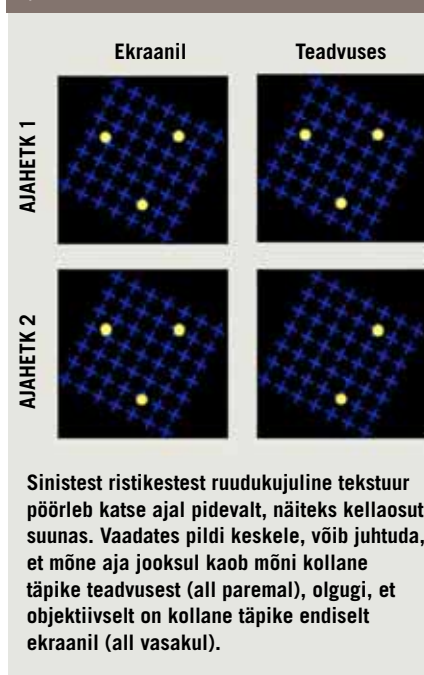 Ekraanil Teadvuses
AJAHETK 1
AJAHETK 2
Sinistest ristikestest ruudukujuline tekstuur
pöörleb katse ajal pidevalt, näiteks kellaosuti
suunas. Vaadates pildi keskele, võib juhtuda,
et mõne aja jooksul kaob mõni kollane
täpike teadvusest (all paremal), olgugi, et
objektiivselt on kollane täpike endiselt
ekraanil (all vasakul).